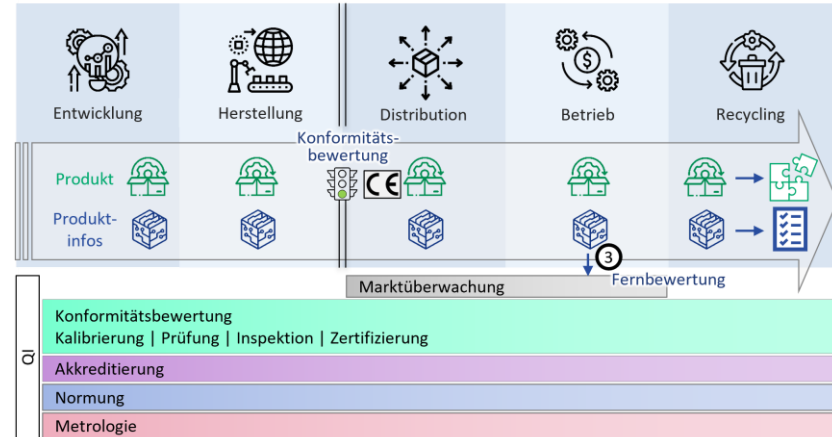 Entwicklung
Herstellung
Distribution
Betrieb
Recycling
Konformitäts-
bewertung
Produkt
CE
Produkt-
infos
3
Fernbewertung
Marktüberwachung
QI
Konformitätsbewertung
Kalibrierung | Prüfung | Inspektion | Zertifizierung
Akkreditierung
Normung
Metrologie